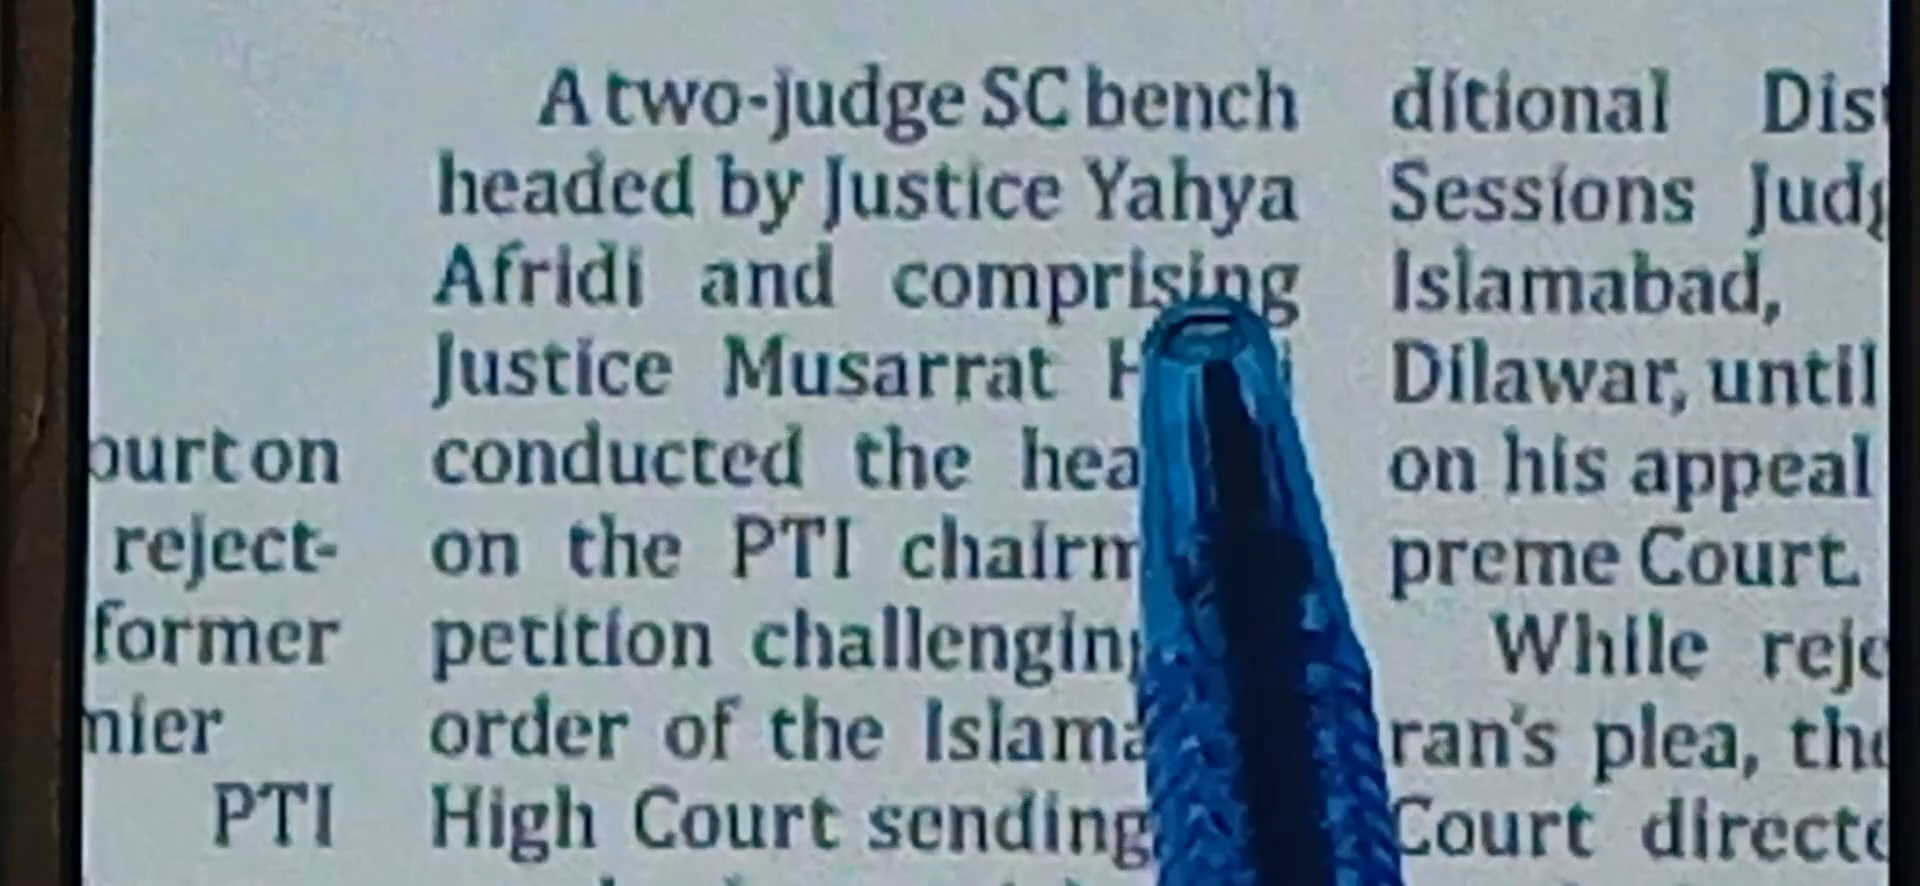 ourt on
reject-
former
mier
PTI
A two-judge SC bench
headed by Justice Yahya
Afridi and comprising
Justice Musarrat
conducted the
on the PTI
petition
order of the
High Court sending
ditional
Sessions
Islamabad,
Dilawar, until
on his appeal
preme Court.
While
ran's plea,
Court